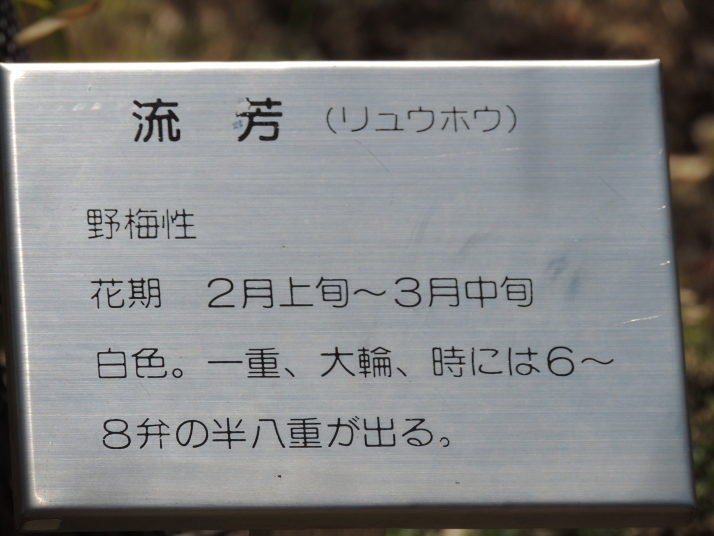 流　芳 （リュウホウ）
野梅性
花期　２月上旬～３月中旬
白色。一重、大輪、時には６～
８弁の半八重が出る。